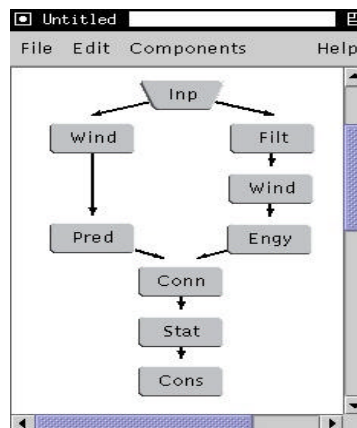 Untitled
File Edit Components Help
Inp
Wind Filt
Wind
Pred Engy
Conn
Stat
Cons